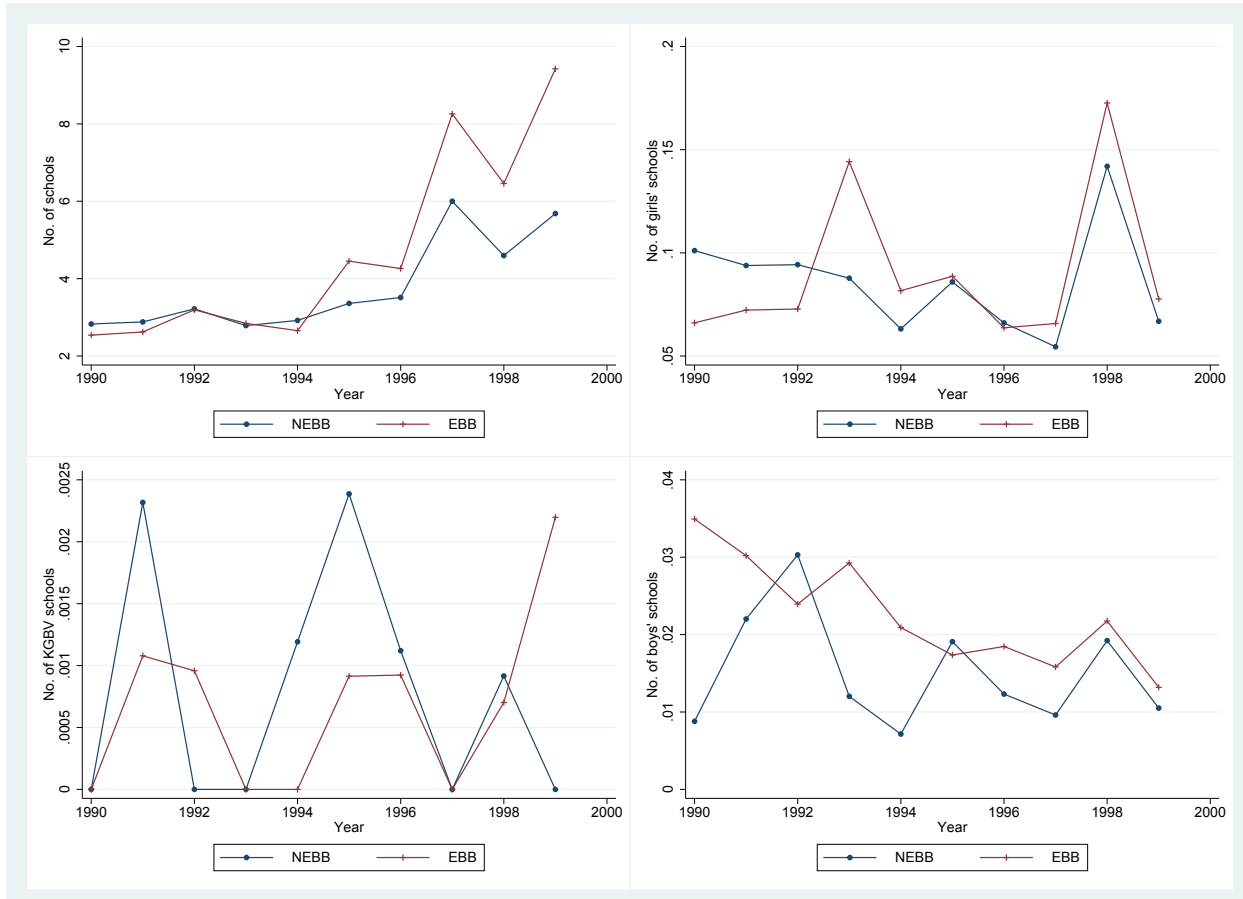 No. of schools
10
8
6
4
2
1990 1992 1994 1996 1998 2000
Year
NEBB EBB
No. of girls' schools
.2
.15
.1
.05
1990 1992 1994 1996 1998 2000
Year
NEBB EBB
No. of KGBV schools
.0025
.002
.0015
.001
.0005
0
1990 1992 1994 1996 1998 2000
Year
NEBB EBB
No. of boys' schools
.04
.03
.02
.01
0
1990 1992 1994 1996 1998 2000
Year
NEBB EBB